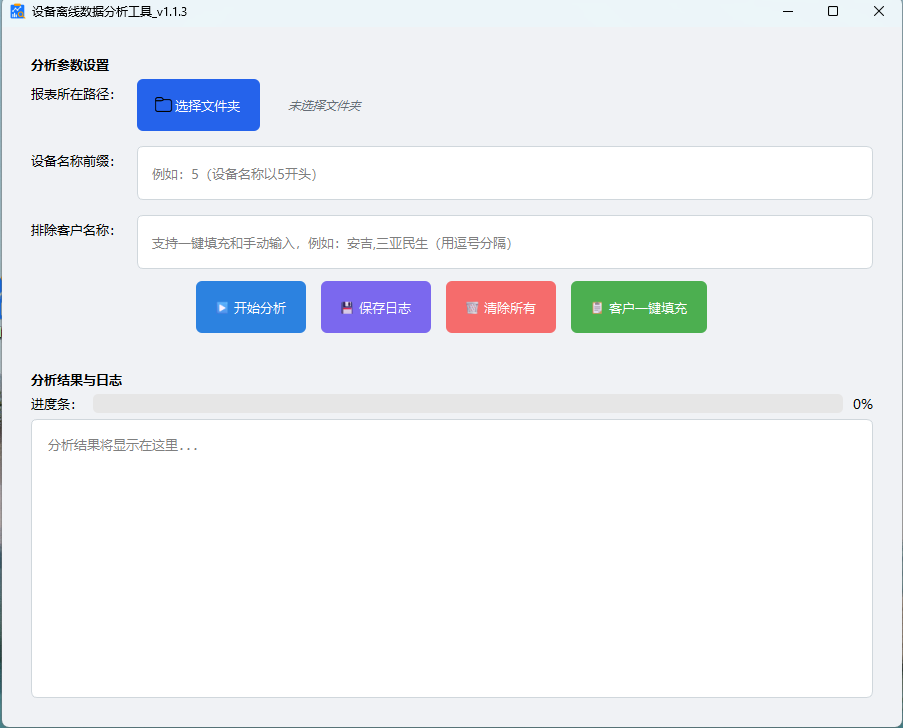 设备离线数据分析工具_v1.1.3
分析参数设置
报表所在路径： 选择文件夹 未选择文件夹
设备名称前缀： 例如：5（设备名称以5开头）
排除客户名称： 支持一键填充和手动输入，例如：安吉,三亚民生（用逗号分隔）
开始分析 保存日志 清除所有 客户一键填充
分析结果与日志
进度条： 0%
分析结果将显示在这里...